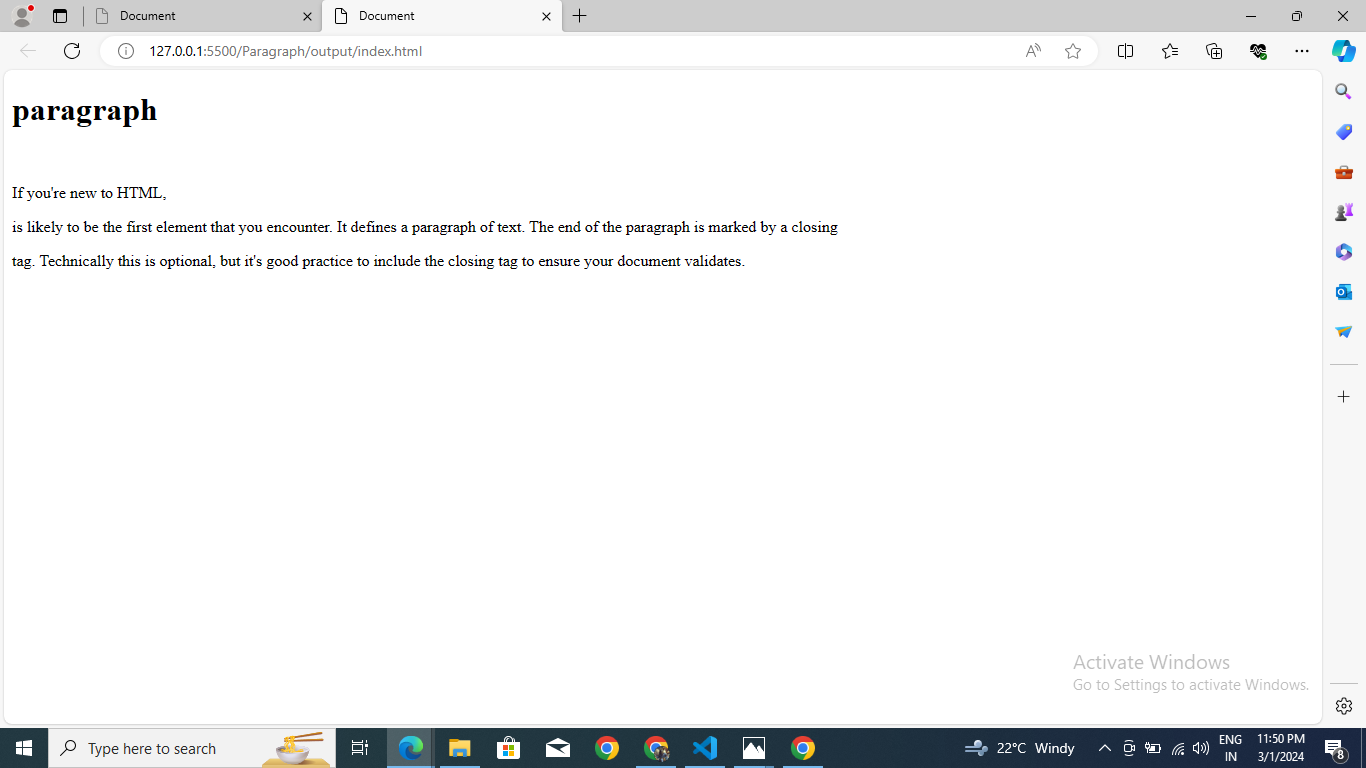 Document
Document
127.0.0.1:5500/Paragraph/output/index.html
paragraph
If you're new to HTML,
is likely to be the first element that you encounter. It defines a paragraph of text. The end of the paragraph is marked by a closing
tag. Technically this is optional, but it's good practice to include the closing tag to ensure your document validates.
Activate Windows
Go to Settings to activate Windows.
Type here to search
22°C Windy
ENG
IN
11:50 PM
3/1/2024
8